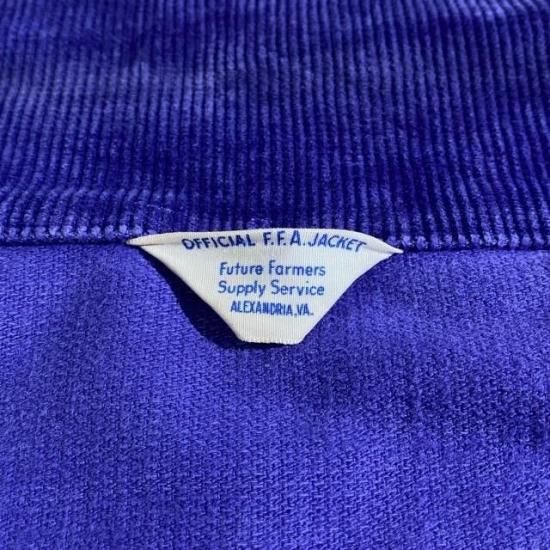 OFFICIAL F.F.A. JACKET
Future Farmers
Supply Service
ALEXANDRIA, VA.